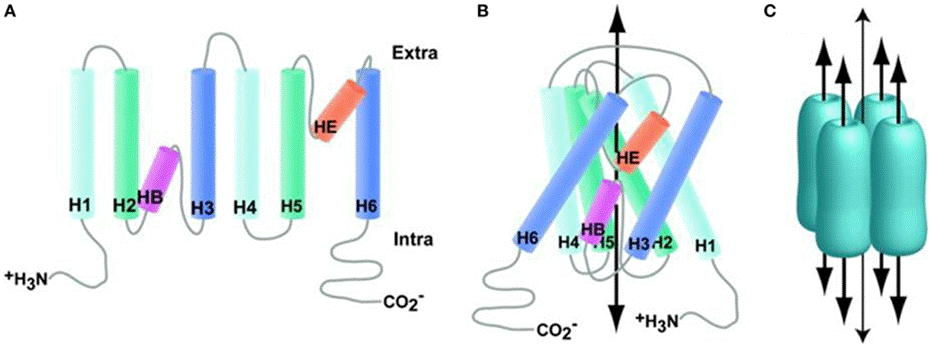 A
Extra
HE
HB
H1
H2
H3
H4
H5
H6
Intra
+H3N
CO2-
B
HE
HB
H6
H4
H5
H3
H2
H1
CO2-
+H3N
C